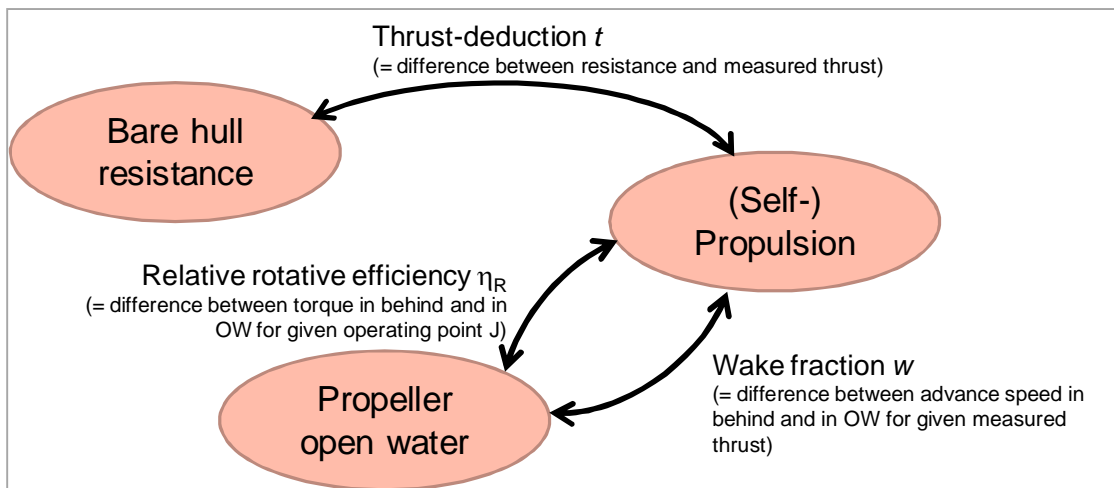 Thrust-deduction t
(= difference between resistance and measured thrust)
Bare hull
resistance
(Self-)
Propulsion
Relative rotative efficiency ηR
(= difference between torque in behind and in
OW for given operating point J)
Wake fraction w
(= difference between advance speed in
behind and in OW for given measured
thrust)
Propeller
open water